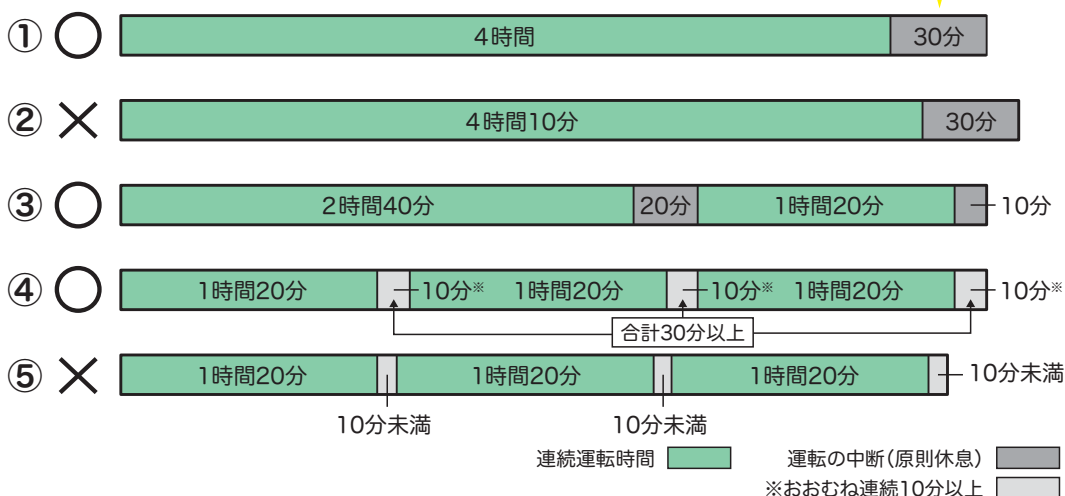 ① ○ 4時間 30分
② × 4時間10分 30分
③ ○ 2時間40分 20分 1時間20分 10分
④ ○ 1時間20分 10分※ 1時間20分 10分※ 1時間20分 10分※
合計30分以上
⑤ × 1時間20分 1時間20分 1時間20分 10分未満
10分未満 10分未満
連続運転時間 運転の中断(原則休息)
※おおむね連続10分以上